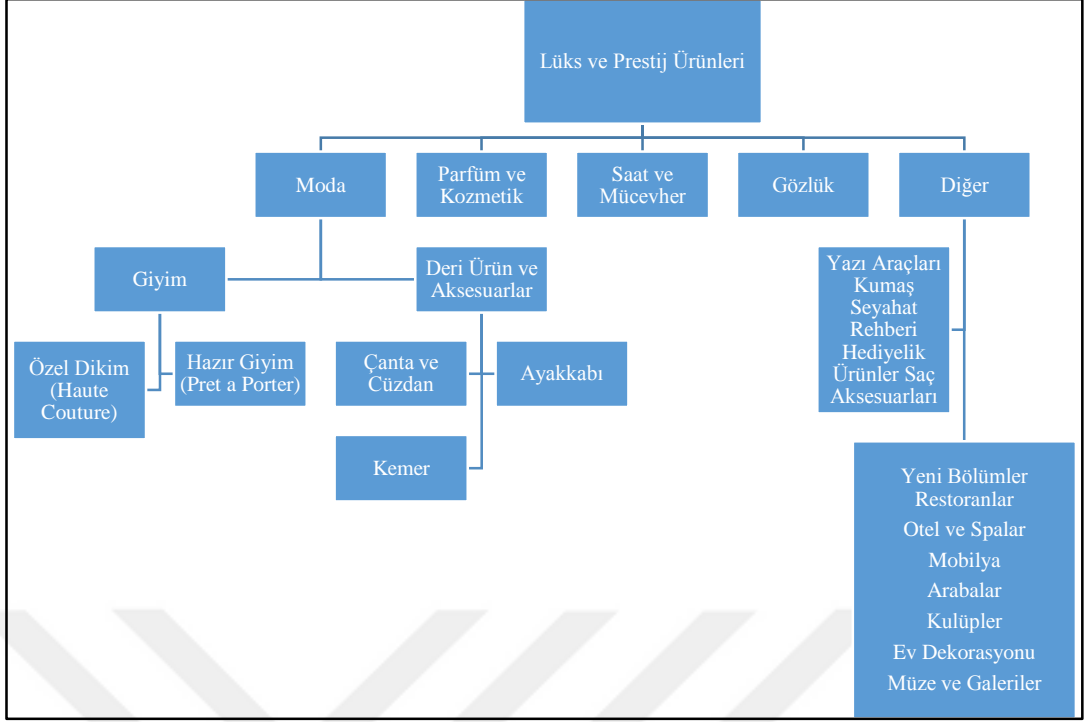 Lüks ve Prestij Ürünleri
Moda
Parfüm ve
Kozmetik
Saat ve
Mücevher
Gözlük
Diğer
Giyim
Deri Ürün ve
Aksesuarlar
Özel Dikim
(Haute
Couture)
Hazır Giyim
(Pret a Porter)
Çanta ve
Cüzdan
Ayakkabı
Kemer
Yazı Araçları
Kumaş
Seyahat
Rehberi
Hediyelik
Ürünler Saç
Aksesuarları
Yeni Bölümler
Restoranlar
Otel ve Spalar
Mobilya
Arabalar
Kulüpler
Ev Dekorasyonu
Müze ve Galeriler